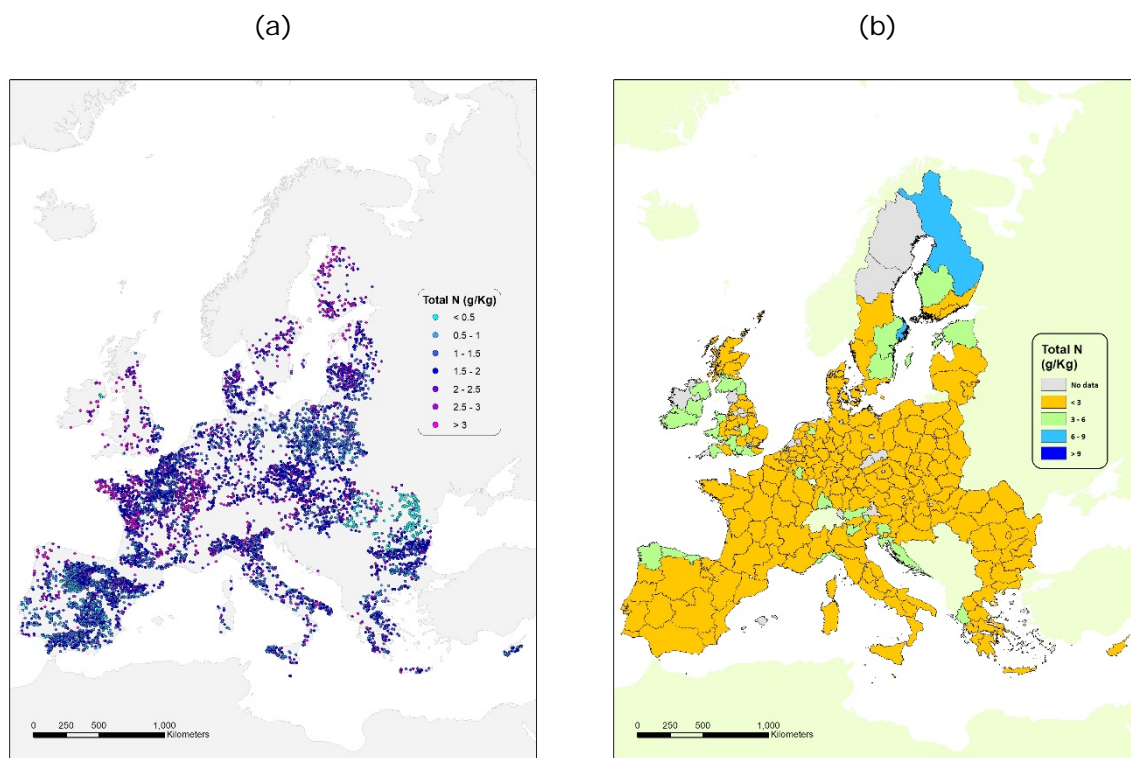 (a)
(b)
Total N (g/Kg)
< 0.5
0.5 - 1
1 - 1.5
1.5 - 2
2 - 2.5
2.5 - 3
> 3
0 250 500 1,000
Kilometers
Total N
(g/Kg)
No data
< 3
3 - 6
6 - 9
> 9
0 250 500 1,000
Kilometers